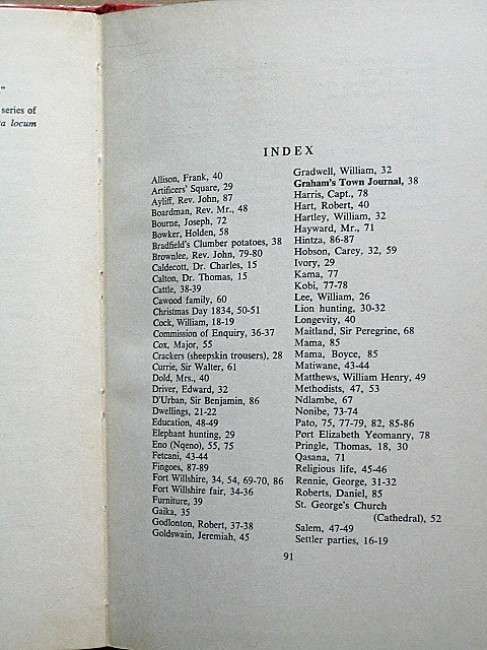 "
series of
a locum
INDEX
Allison, Frank, 40
Artificers' Square, 29
Ayliff, Rev. John, 87
Boardman, Rev. Mr., 48
Bourne, Joseph, 72
Bowker, Holden, 58
Bradfield's Clumber potatoes, 38
Brownlee, Rev. John, 79-80
Caldecott, Dr. Charles, 15
Calton, Dr. Thomas, 15
Cattle, 38-39
Cawood family, 60
Christmas Day 1834, 50-51
Cock, William, 18-19
Commission of Enquiry, 36-37
Cox, Major, 55
Crackers (sheepskin trousers), 28
Currie, Sir Walter, 61
Dold, Mrs., 40
Driver, Edward, 32
D'Urban, Sir Benjamin, 86
Dwellings, 21-22
Education, 48-49
Elephant hunting, 29
Eno (Nqeno), 55, 75
Fetcani, 43-44
Fingoes, 87-89
Fort Willshire, 34, 54, 69-70, 86
Fort Willshire fair, 34-36
Furniture, 39
Gaika, 35
Godlonton, Robert, 37-38
Goldswain, Jeremiah, 45
Gradwell, William, 32
Graham's Town Journal, 38
Harris, Capt., 78
Hart, Robert, 40
Hartley, William, 32
Hayward, Mr., 71
Hintza, 86-87
Hobson, Carey, 32, 59
Ivory, 29
Kama, 77
Kobi, 77-78
Lee, William, 26
Lion hunting, 30-32
Longevity, 40
Maitland, Sir Peregrine, 68
Mama, 85
Mama, Boyce, 85
Matiwane, 43-44
Matthews, William Henry, 49
Methodists, 47, 53
Ndlambe, 67
Nonibe, 73-74
Pato, 75, 77-79, 82, 85-86
Port Elizabeth Yeomanry, 78
Pringle, Thomas, 18, 30
Qasana, 71
Religious life, 45-46
Rennie, George, 31-32
Roberts, Daniel, 85
St. George's Church
(Cathedral), 52
Salem, 47-49
Settler parties, 16-19
91